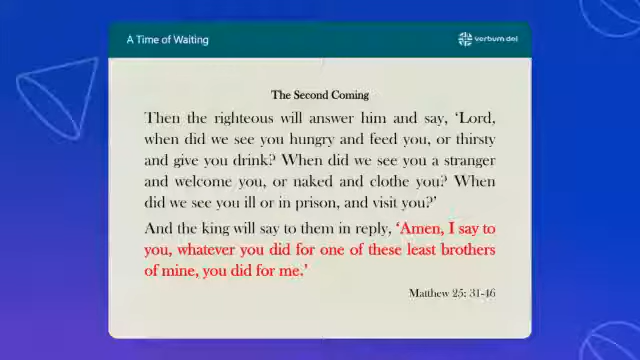 A Time of Waiting
verbum dei
The Second Coming
Then the righteous will answer him and say, ‘Lord,
when did we see you hungry and feed you, or thirsty
and give you drink? When did we see you a stranger
and welcome you, or naked and clothe you? When
did we see you ill or in prison, and visit you?’
And the king will say to them in reply, ‘Amen, I say to
you, whatever you did for one of these least brothers
of mine, you did for me.’
Matthew 25: 31-46